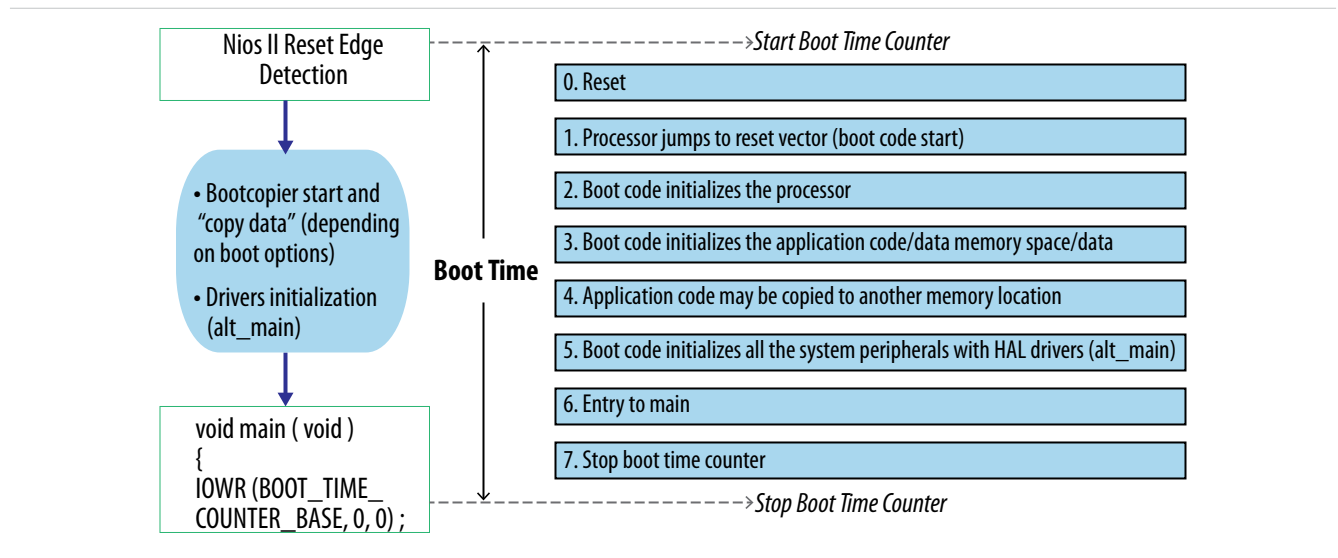 Nios II Reset Edge
Detection
Start Boot Time Counter
0. Reset
1. Processor jumps to reset vector (boot code start)
2. Boot code initializes the processor
3. Boot code initializes the application code/data memory space/data
4. Application code may be copied to another memory location
5. Boot code initializes all the system peripherals with HAL drivers (alt_main)
6. Entry to main
7. Stop boot time counter
• Bootcopier start and
“copy data” (depending
on boot options)
• Drivers initialization
(alt_main)
Boot Time
void main ( void )
{
IOWR (BOOT_TIME_
COUNTER_BASE, 0, 0) ;
Stop Boot Time Counter